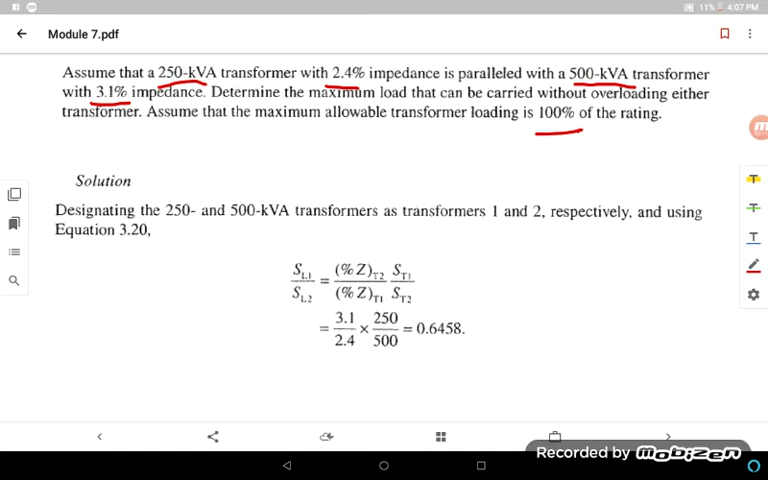 11% 4:07 PM
Module 7.pdf
Assume that a 250-kVA transformer with 2.4% impedance is paralleled with a 500-kVA transformer
with 3.1% impedance. Determine the maximum load that can be carried without overloading either
transformer. Assume that the maximum allowable transformer loading is 100% of the rating.
Solution
Designating the 250- and 500-kVA transformers as transformers 1 and 2, respectively, and using
Equation 3.20,
S_L1 / S_L2 = (%Z)_T2 / (%Z)_T1 S_T1 / S_T2
= 3.1 / 2.4 × 250 / 500 = 0.6458.
Recorded by mobizen